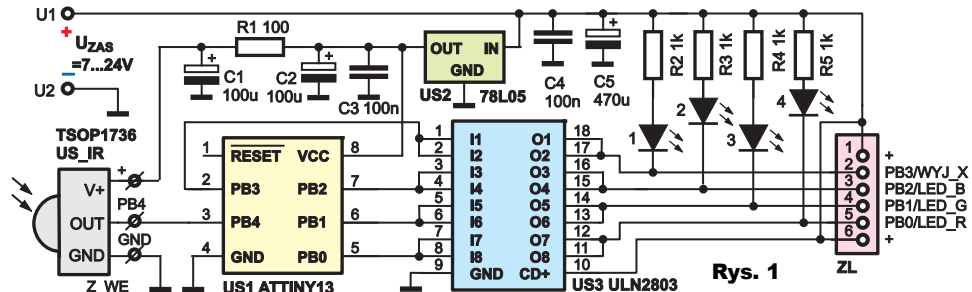 U1
+
UZAS
=7...24V
–
U2
R1 100
+
C1
100u
+
C2
100u
C3 100n
OUT IN
GND
US2 78L05
C4
100n
+
C5
470u
R2 1k
R3 1k
R4 1k
R5 1k
1
2
3
4
TSOP1736
US_IR
V+
OUT
GND
+
PB4
GND
Z_WE
1 RESET VCC 8
2 PB3 PB2 7
3 PB4 PB1 6
4 GND PB0 5
US1 ATTINY13
1 I1 O1 18
2 I2 O2 17
3 I3 O3 16
4 I4 O4 15
5 I5 O5 14
6 I6 O6 13
7 I7 O7 12
8 I8 O8 11
9 GND CD+ 10
US3 ULN2803
1 +
2 PB3/WYJ_X
3 PB2/LED_B
4 PB1/LED_G
5 PB0/LED_R
6 +
ZL
Rys. 1